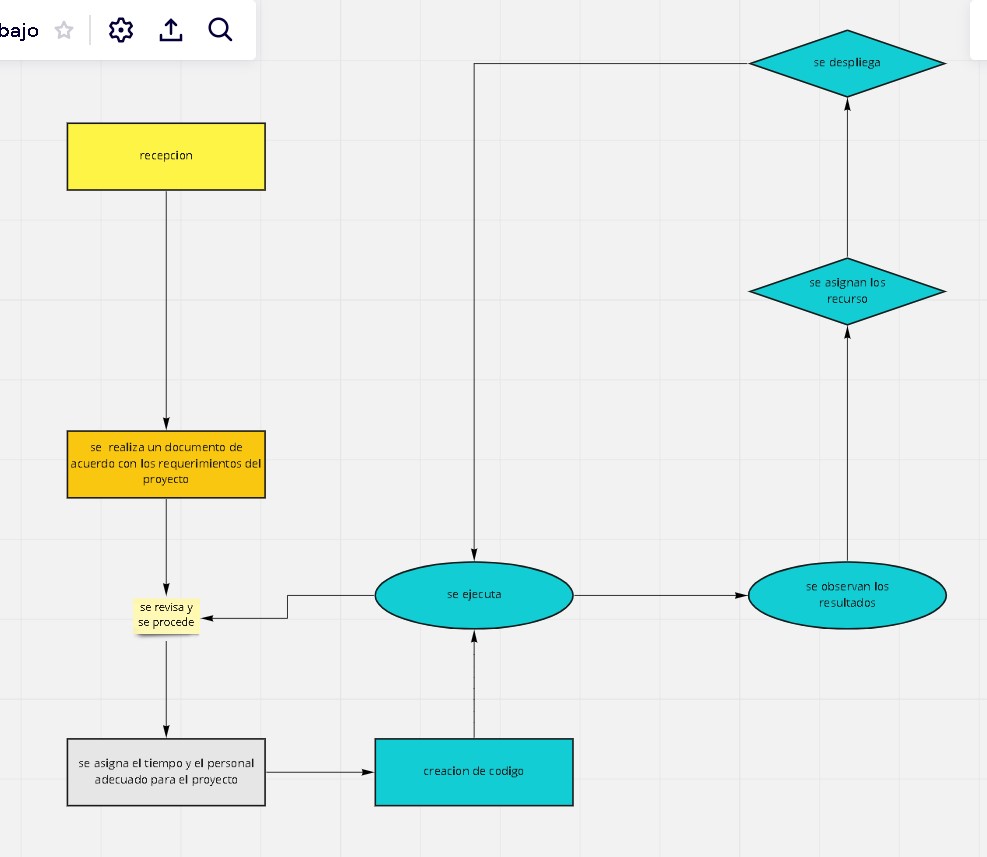 bajo
se despliega
recepcion
se asignan los
recurso
se realiza un documento de
acuerdo con los requerimientos del
proyecto
se ejecuta
se observan los
resultados
se revisa y
se procede
se asigna el tiempo y el personal
adecuado para el proyecto
creacion de codigo